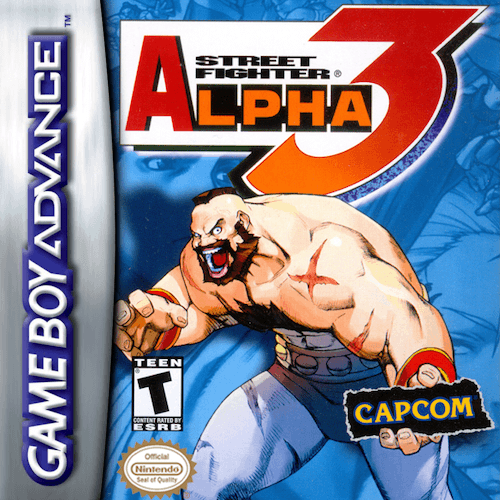 GAME BOY ADVANCE
STREET
FIGHTER®
ALPHA 3
TEEN
T
®
CONTENT RATED BY
ESRB
CAPCOM
Official
Nintendo
Seal of Quality